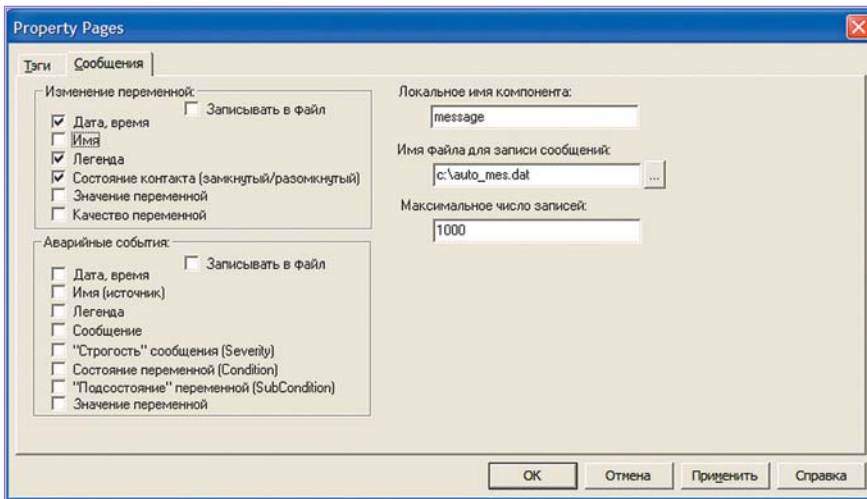 Property Pages
Тэги
Сообщения
Изменение переменной:
Записывать в файл
Дата, время
Имя
Легенда
Состояние контакта (замкнутый/разомкнутый)
Значение переменной
Качество переменной
Аварийные события:
Записывать в файл
Дата, время
Имя (источник)
Легенда
Сообщение
"Строгость" сообщения (Severity)
Состояние переменной (Condition)
"Подсостояние" переменной (SubCondition)
Значение переменной
Локальное имя компонента:
message
Имя файла для записи сообщений:
c:\auto_mes.dat
...
Максимальное число записей:
1000
OK
Отмена
Применить
Справка